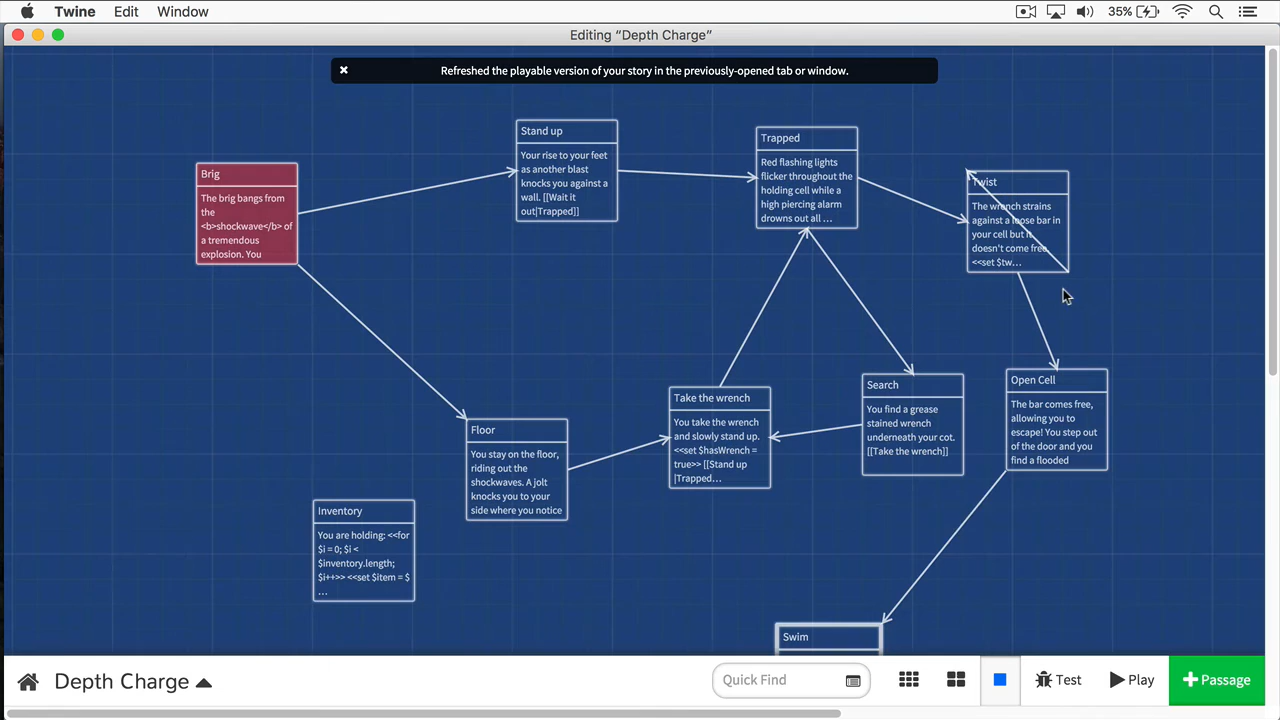 Twine Edit Window 35%
Editing “Depth Charge”
Refreshed the playable version of your story in the previously-opened tab or window.
Brig
The brig bangs from
the
<b>shockwave</b> of
a tremendous
explosion. You
Stand up
Your rise to your feet
as another blast
knocks you against a
wall. [[Wait it
out|Trapped]]
Trapped
Red flashing lights
flicker throughout the
holding cell while a
high piercing alarm
drowns out all ...
Twist
The wrench strains
against a loose bar in
your cell but it
doesn't come free.
<<set $tw...
Floor
You stay on the floor,
riding out the
shockwaves. A jolt
knocks you to your
side where you notice
Take the wrench
You take the wrench
and slowly stand up.
<<set $hasWrench =
true>> [[Stand up
|Trapped...
Search
You find a grease
stained wrench
underneath your cot.
[[Take the wrench]]
Open Cell
The bar comes free,
allowing you to
escape! You step out
of the door and you
find a flooded
Inventory
You are holding: <<for
$i = 0; $i <
$inventory.length;
$i++>> <<set $item = $
...
Swim
Depth Charge
Quick Find
Test
Play
+Passage